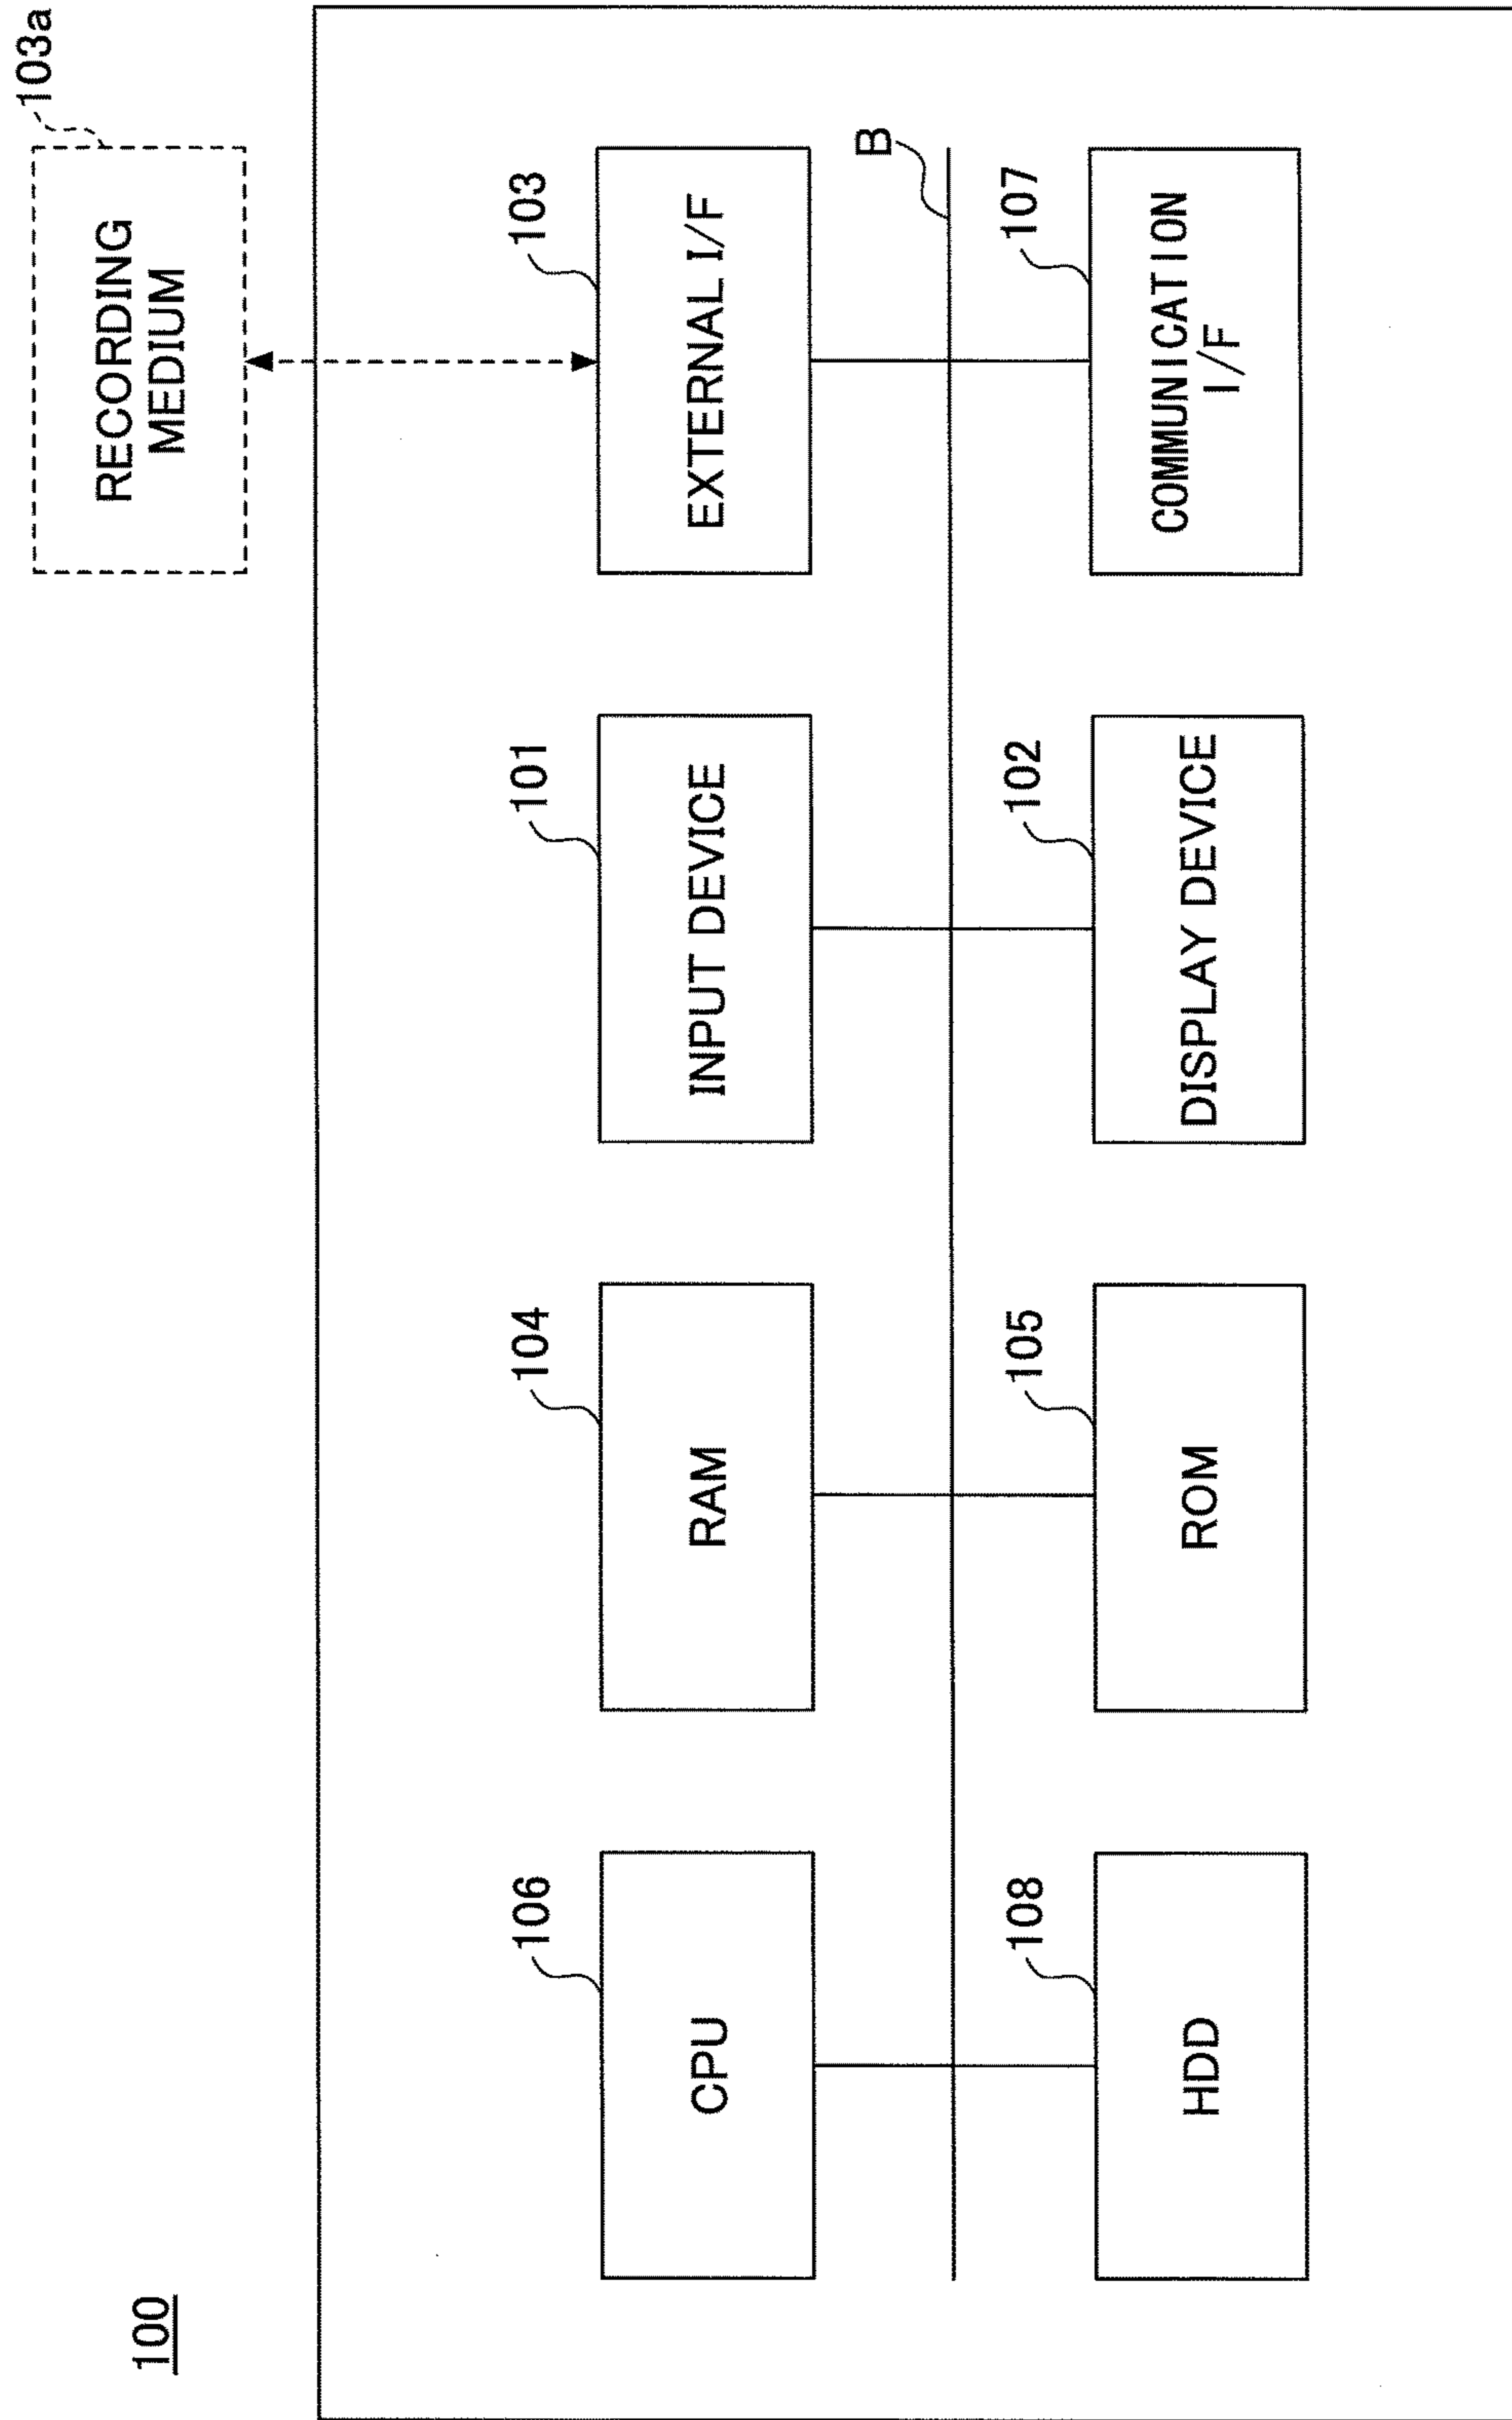 100
103a
RECORDING
MEDIUM
106
CPU
104
RAM
101
INPUT DEVICE
103
EXTERNAL I/F
B
108
HDD
105
ROM
102
DISPLAY DEVICE
107
COMMUNICATION
I/F